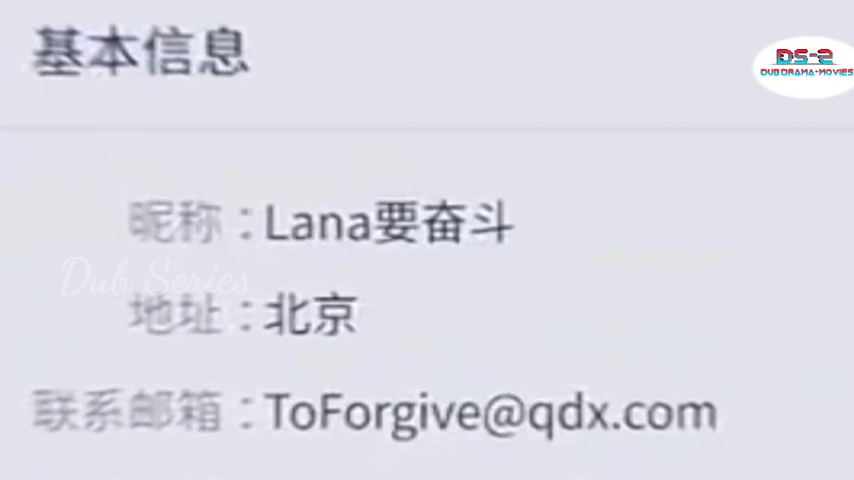 基本信息
DS-2
DUB DRAMA-MOVIES
昵称：Lana要奋斗
Dub Series
地址：北京
联系邮箱：ToForgive@qdx.com